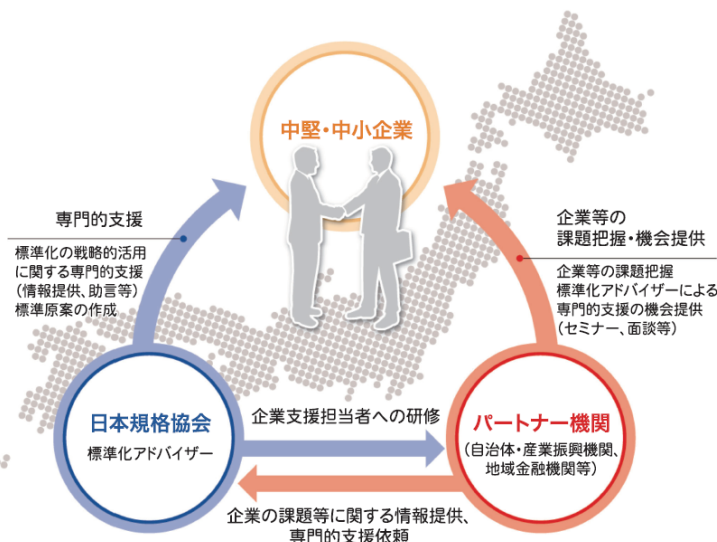 中堅・中小企業
専門的支援
標準化の戦略的活用
に関する専門的支援
（情報提供、助言等）
標準原案の作成
企業等の
課題把握・機会提供
企業等の課題把握
標準化アドバイザーによる
専門的支援の機会提供
（セミナー、面談等）
日本規格協会
標準化アドバイザー
企業支援担当者への研修
パートナー機関
（自治体・産業振興機関、
地域金融機関等）
企業の課題等に関する情報提供、
専門的支援依頼